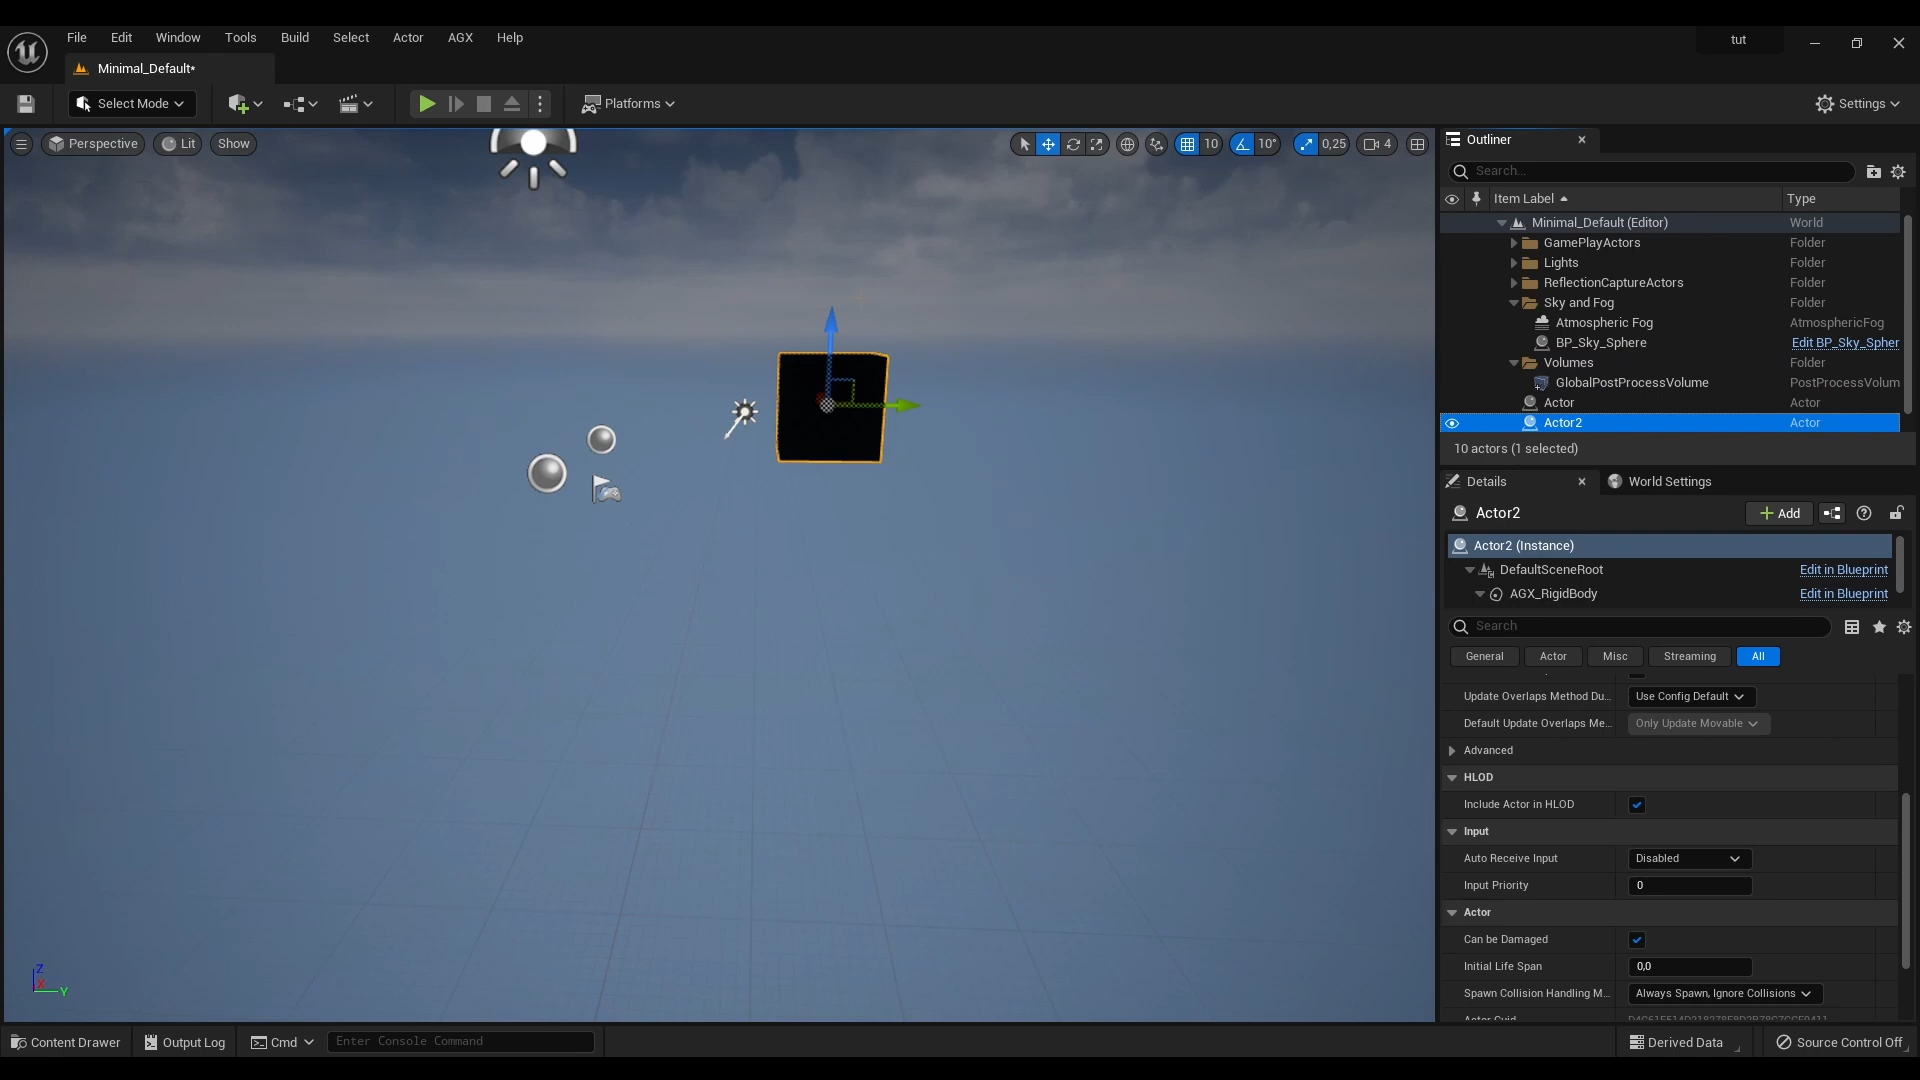 File Edit Window Tools Build Select Actor AGX Help
tut
Minimal_Default*
Select Mode
Platforms
Settings
Perspective Lit Show
10 10° 0,25 4
Outliner
Search...
Item Label Type
Minimal_Default (Editor) World
GamePlayActors Folder
Lights Folder
ReflectionCaptureActors Folder
Sky and Fog Folder
Atmospheric Fog AtmosphericFog
BP_Sky_Sphere Edit BP_Sky_Spher
Volumes Folder
GlobalPostProcessVolume PostProcessVolum
Actor Actor
Actor2 Actor
10 actors (1 selected)
Details World Settings
Actor2 Add
Actor2 (Instance)
DefaultSceneRoot Edit in Blueprint
AGX_RigidBody Edit in Blueprint
Search
General Actor Misc Streaming All
Update Overlaps Method Du... Use Config Default
Default Update Overlaps Me... Only Update Movable
Advanced
HLOD
Include Actor in HLOD
Input
Auto Receive Input Disabled
Input Priority 0
Actor
Can be Damaged
Initial Life Span 0,0
Spawn Collision Handling M... Always Spawn, Ignore Collisions
Z
X
Y
Content Drawer Output Log Cmd Enter Console Command Derived Data Source Control Off